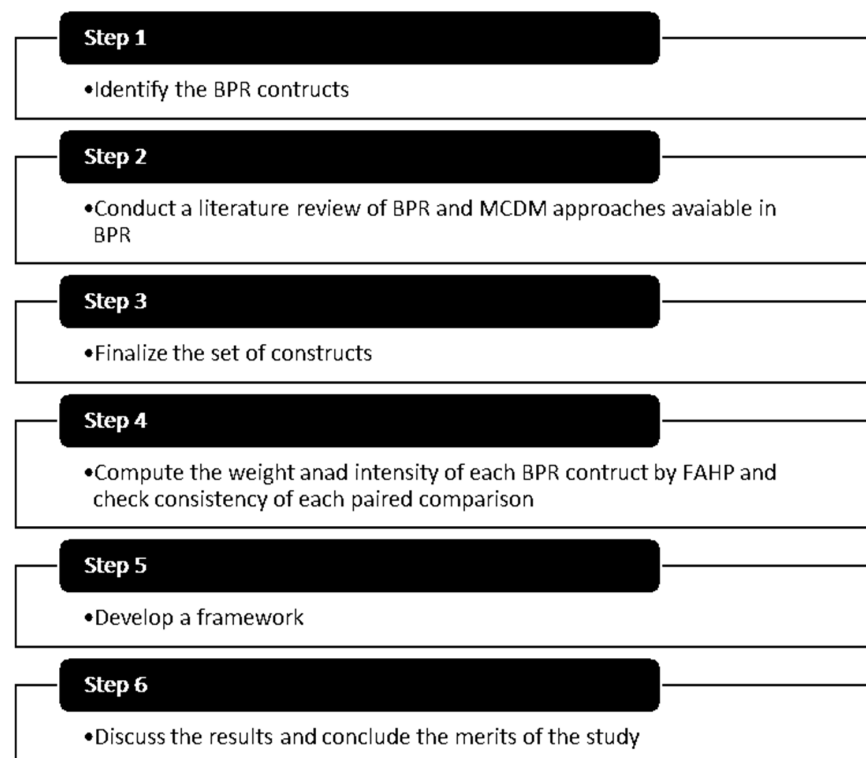 Step 1
•Identify the BPR contructs
Step 2
•Conduct a literature review of BPR and MCDM approaches avaiable in
BPR
Step 3
•Finalize the set of constructs
Step 4
•Compute the weight anad intensity of each BPR contruct by FAHP and
check consistency of each paired comparison
Step 5
•Develop a framework
Step 6
•Discuss the results and conclude the merits of the study